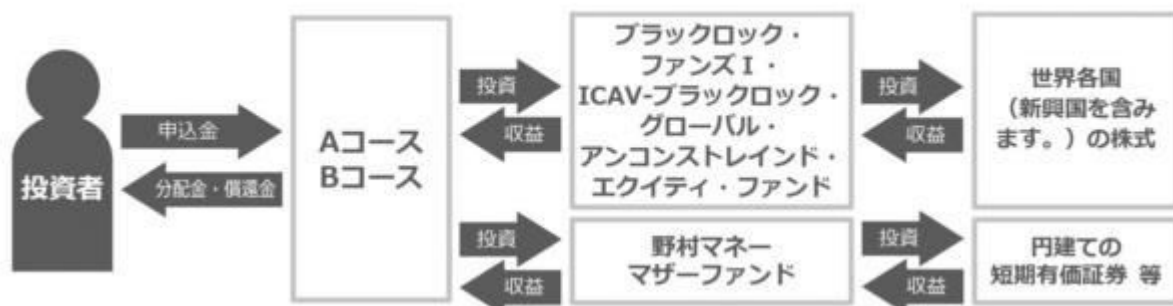 投資者
申込金
分配金・償還金
Aコース
Bコース
投資
収益
ブラックロック・
ファンズⅠ・
ICAV-ブラックロック・
グローバル・
アンコンストレインド・
エクイティ・ファンド
投資
収益
世界各国
（新興国を含み
ます。）の株式
投資
収益
野村マネー
マザーファンド
投資
収益
円建ての
短期有価証券 等